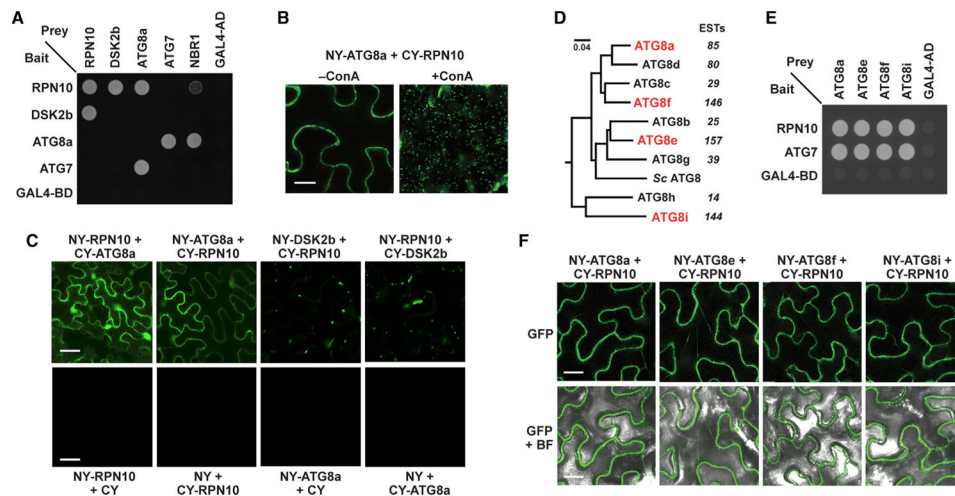 A
Prey
Bait
RPN10
DSK2b
ATG8a
ATG7
NBR1
GAL4-AD
RPN10
DSK2b
ATG8a
ATG7
GAL4-BD
B
NY-ATG8a + CY-RPN10
–ConA
+ConA
C
NY-RPN10 + CY-ATG8a
NY-ATG8a + CY-RPN10
NY-DSK2b + CY-RPN10
NY-RPN10 + CY-DSK2b
NY-RPN10 + CY
NY + CY-RPN10
NY-ATG8a + CY
NY + CY-ATG8a
D
ESTs
0.04
ATG8a 85
ATG8d 80
ATG8c 29
ATG8f 146
ATG8b 25
ATG8e 157
ATG8g 39
Sc ATG8
ATG8h 14
ATG8i 144
E
Prey
Bait
ATG8a
ATG8e
ATG8f
ATG8i
GAL4-AD
RPN10
ATG7
GAL4-BD
F
NY-ATG8a + CY-RPN10
NY-ATG8e + CY-RPN10
NY-ATG8f + CY-RPN10
NY-ATG8i + CY-RPN10
GFP
GFP + BF